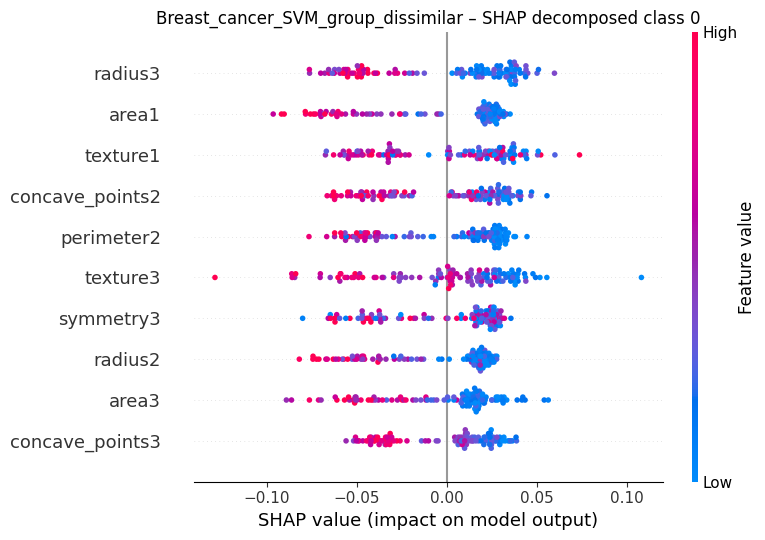 Breast_cancer_SVM_group_dissimilar – SHAP decomposed class 0
High
radius3
area1
texture1
concave_points2
perimeter2
texture3
symmetry3
radius2
area3
concave_points3
Feature value
Low
−0.10 −0.05 0.00 0.05 0.10
SHAP value (impact on model output)